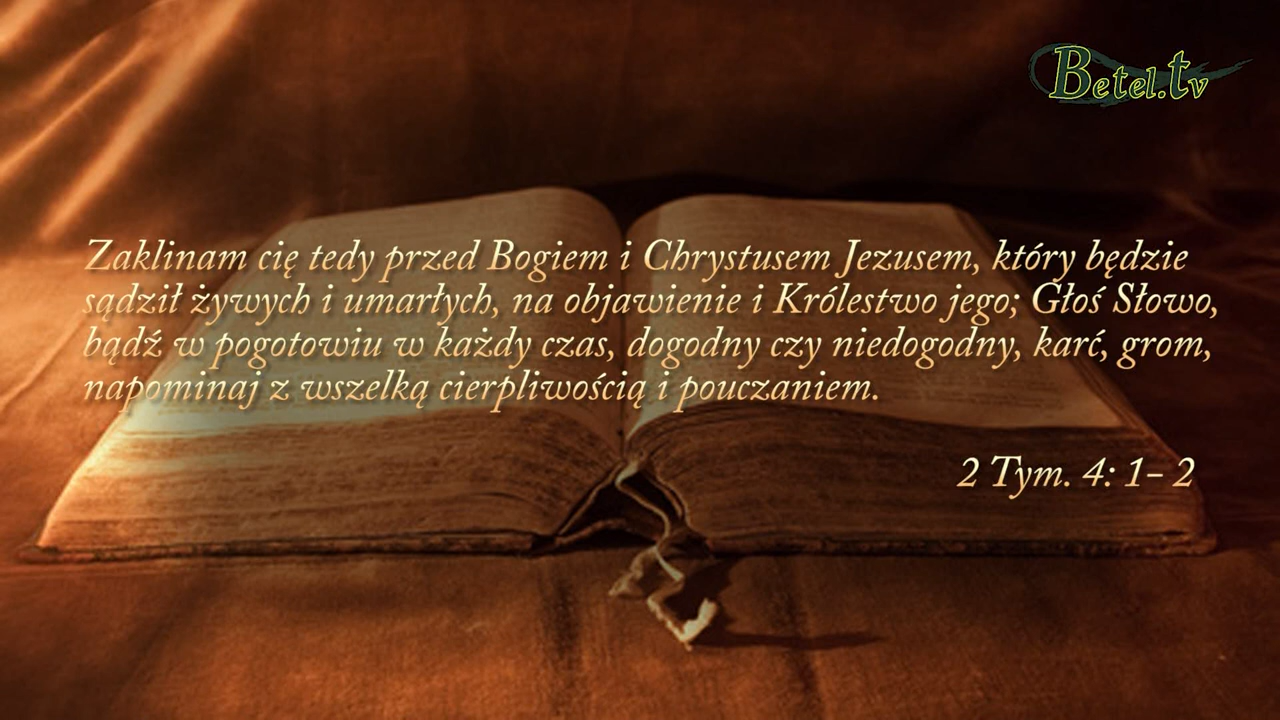 Betel.tv
Zaklinam cię tedy przed Bogiem i Chrystusem Jezusem, który będzie
sądził żywych i umarłych, na objawienie i Królestwo jego; Głoś Słowo,
bądź w pogotowiu w każdy czas, dogodny czy niedogodny, karć, grom,
napominaj z wszelką cierpliwością i pouczaniem.
2 Tym. 4: 1- 2